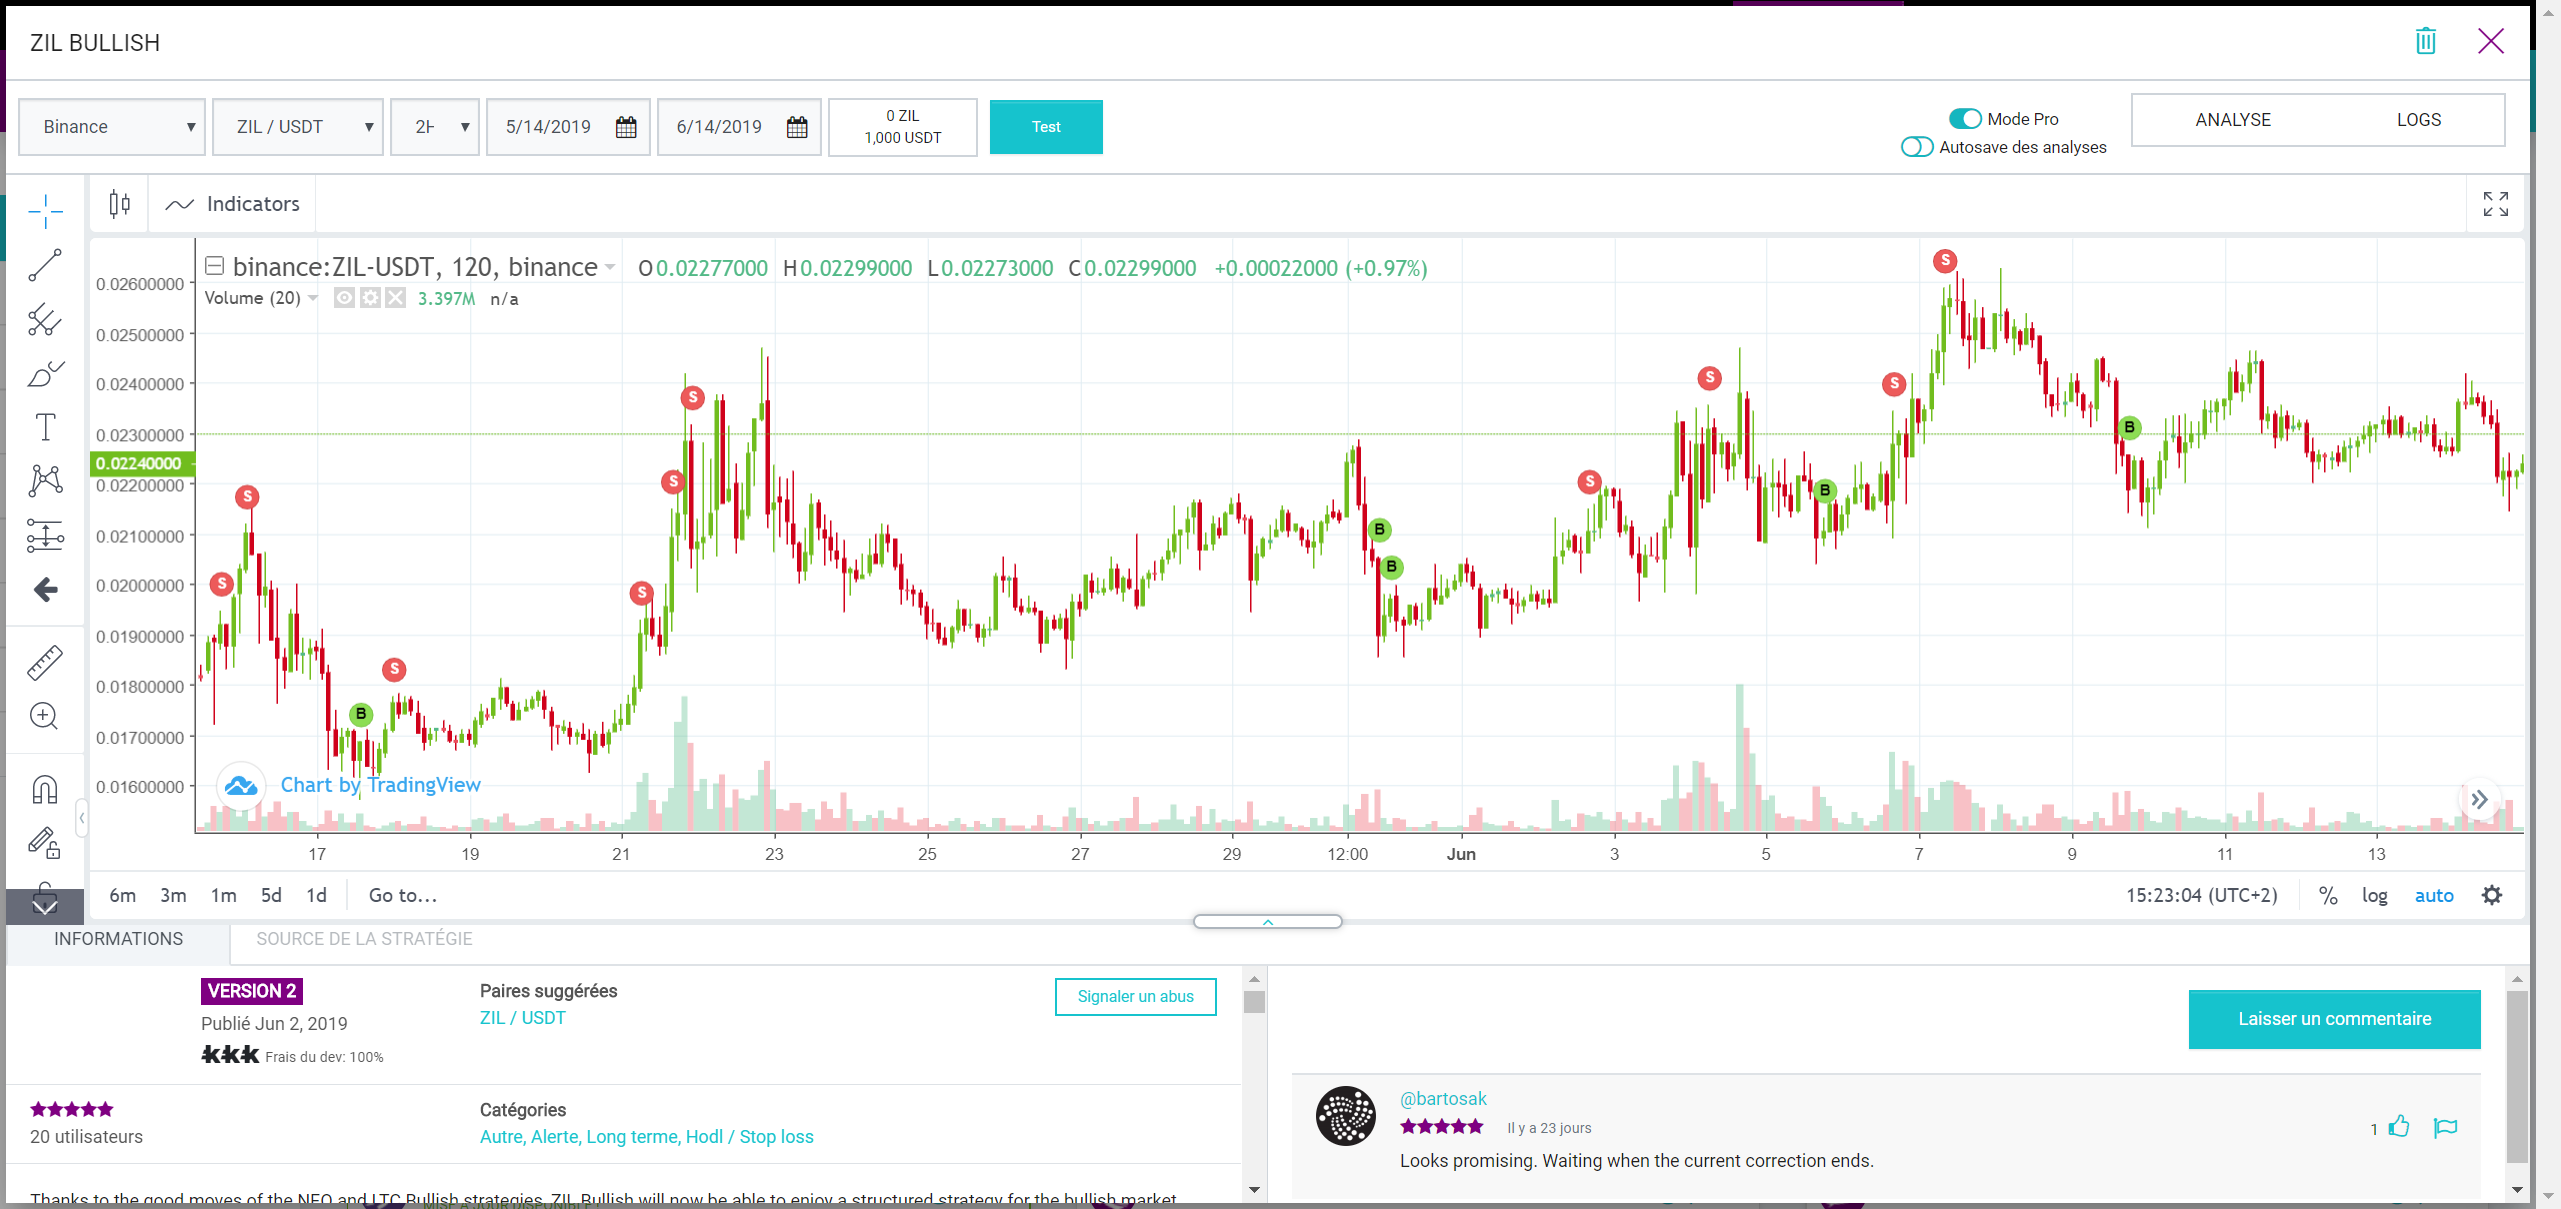 ZIL BULLISH
Binance
ZIL / USDT
2H
5/14/2019
6/14/2019
0 ZIL
1,000 USDT
Test
Mode Pro
Autosave des analyses
ANALYSE
LOGS
Indicators
binance:ZIL-USDT, 120, binance
O0.02277000 H0.02299000 L0.02273000 C0.02299000 +0.00022000 (+0.97%)
Volume (20)
3.397M n/a
0.02600000
0.02500000
0.02400000
0.02300000
0.02240000
0.02200000
0.02100000
0.02000000
0.01900000
0.01800000
0.01700000
0.01600000
S
S
B
S
S
S
S
B
B
S
S
B
S
S
B
Chart by TradingView
17 19 21 23 25 27 29 12:00 Jun 3 5 7 9 11 13
6m 3m 1m 5d 1d Go to...
15:23:04 (UTC+2) % log auto
INFORMATIONS
SOURCE DE LA STRATÉGIE
VERSION 2
Publié Jun 2, 2019
Frais du dev: 100%
Paires suggérées
ZIL / USDT
Signaler un abus
20 utilisateurs
Catégories
Autre, Alerte, Long terme, Hodl / Stop loss
Thanks to the good moves of the NEO and LTC Bullish strategies, ZIL Bullish will now be able to enjoy a structured strategy for the bullish market
Laisser un commentaire
@bartosak
Il y a 23 jours
1
Looks promising. Waiting when the current correction ends.
MISE À JOUR DISPONIBLE !